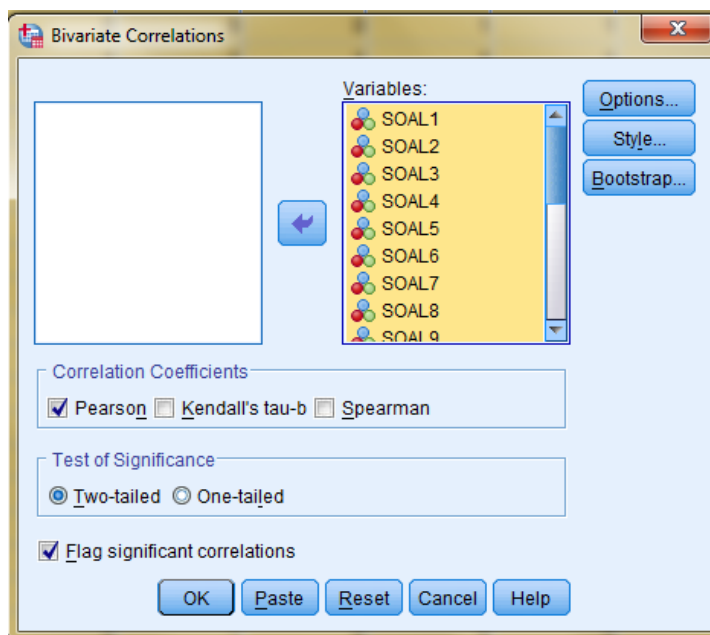 Bivariate Correlations
Variables:
SOAL1
SOAL2
SOAL3
SOAL4
SOAL5
SOAL6
SOAL7
SOAL8
SOAL9
Options...
Style...
Bootstrap...
Correlation Coefficients
Pearson Kendall's tau-b Spearman
Test of Significance
Two-tailed One-tailed
Flag significant correlations
OK Paste Reset Cancel Help